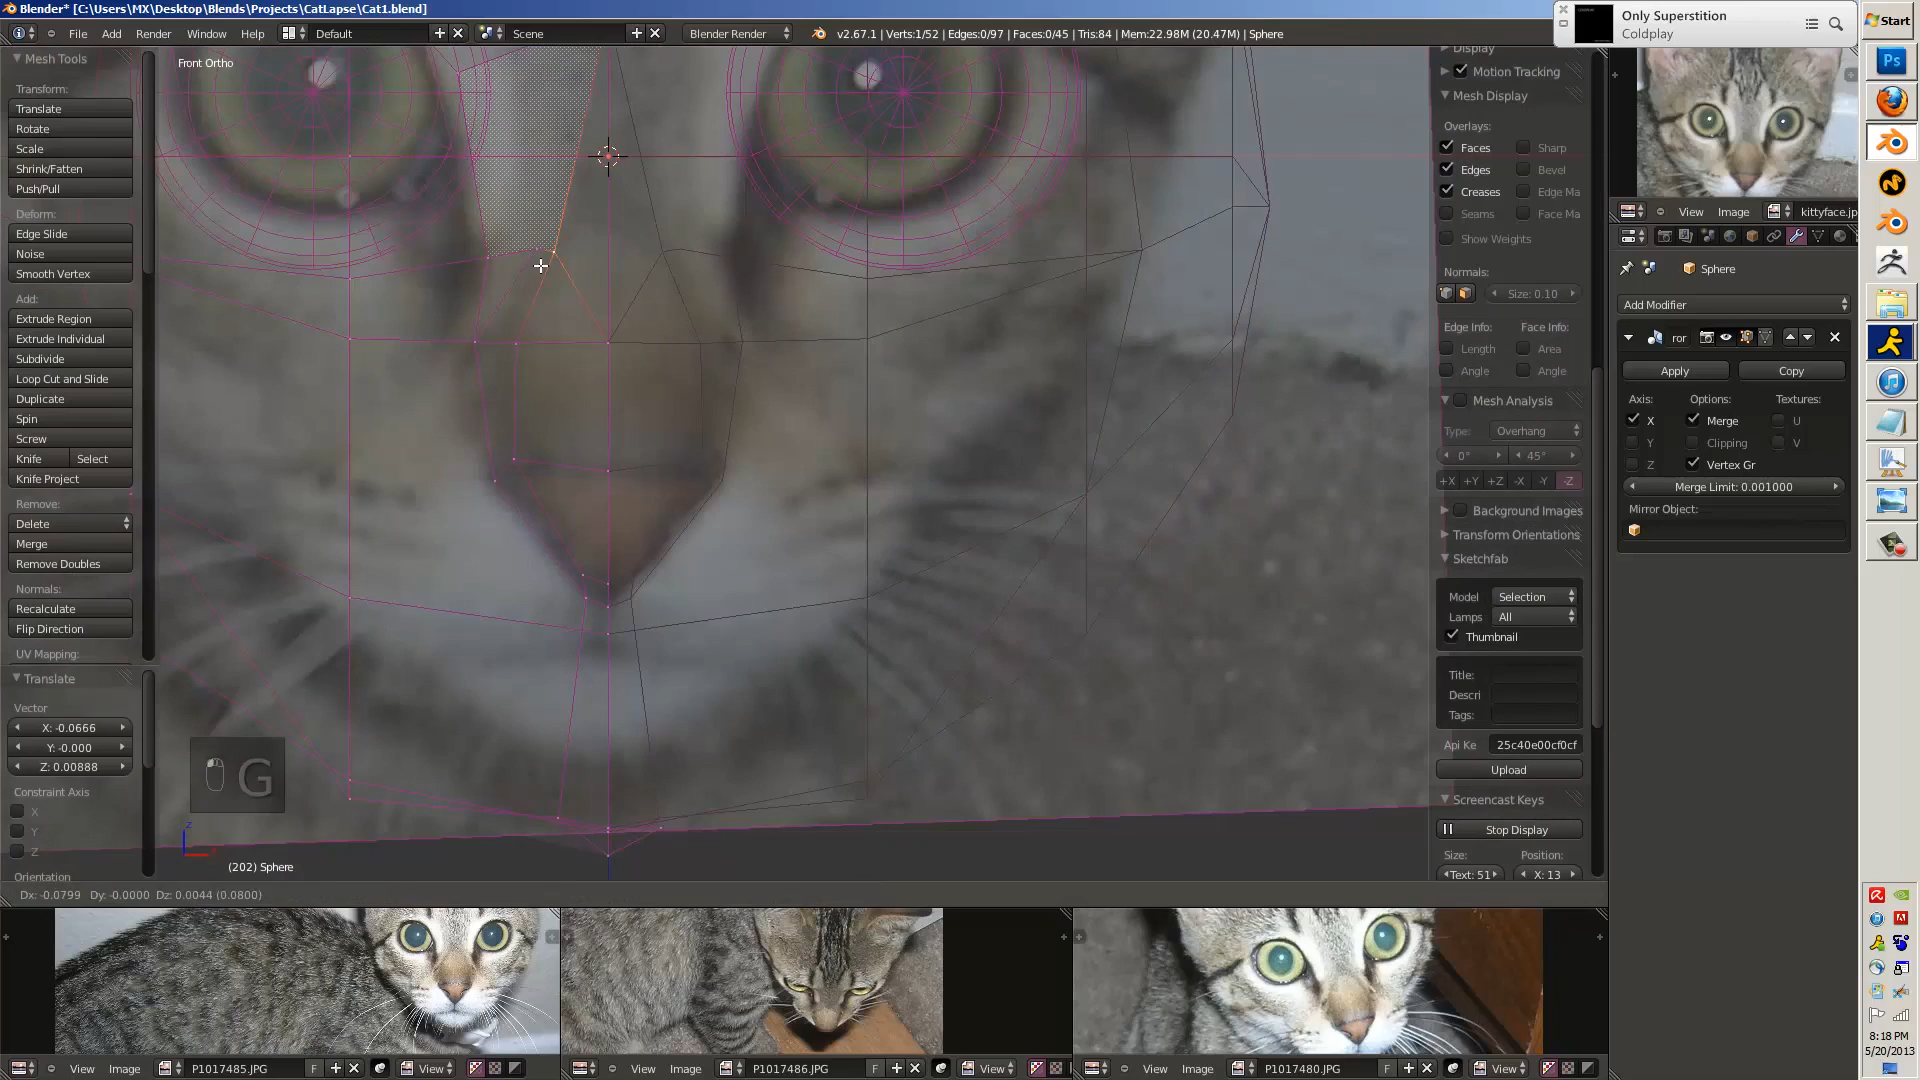 Blender* [C:\Users\MX\Desktop\Blends\Projects\CatLapse\Cat1.blend]
File Add Render Window Help Default Scene Blender Render v2.67.1 | Verts:1/52 | Edges:0/97 | Faces:0/45 | Tris:84 | Mem:22.98M (20.47M) | Sphere
Only Superstition
Coldplay
Start
Mesh Tools
Front Ortho
Transform:
Translate
Rotate
Scale
Shrink/Fatten
Push/Pull
Deform:
Edge Slide
Noise
Smooth Vertex
Add:
Extrude Region
Extrude Individual
Subdivide
Loop Cut and Slide
Duplicate
Spin
Screw
Knife Select
Knife Project
Remove:
Delete
Merge
Remove Doubles
Normals:
Recalculate
Flip Direction
UV Mapping:
Translate
Vector
X: -0.0666
Y: -0.000
Z: 0.00888
Constraint Axis
X
Y
Z
Orientation
G
Z
(202) Sphere
Dx: -0.0799 Dy: -0.0000 Dz: 0.0044 (0.0800)
Display
Motion Tracking
Mesh Display
Overlays:
Faces Sharp
Edges Bevel
Creases Edge Ma
Seams Face Ma
Show Weights
Normals:
Size: 0.10
Edge Info: Face Info:
Length Area
Angle Angle
Mesh Analysis
Type: Overhang
0° 45°
+X +Y +Z -X -Y -Z
Background Images
Transform Orientations
Sketchfab
Model Selection
Lamps All
Thumbnail
Title:
Descri
Tags:
Api Ke 25c40e00cf0cf
Upload
Screencast Keys
Stop Display
Size: Position:
Text: 51 X: 13
View Image kittyface.jp
Sphere
Add Modifier
ror
Apply Copy
Axis: Options: Textures:
X Merge U
Y Clipping V
Z Vertex Gr
Merge Limit: 0.001000
Mirror Object:
Ps
View Image P1017485.JPG F View
View Image P1017486.JPG F View
View Image P1017480.JPG F View
8:18 PM
5/20/2013